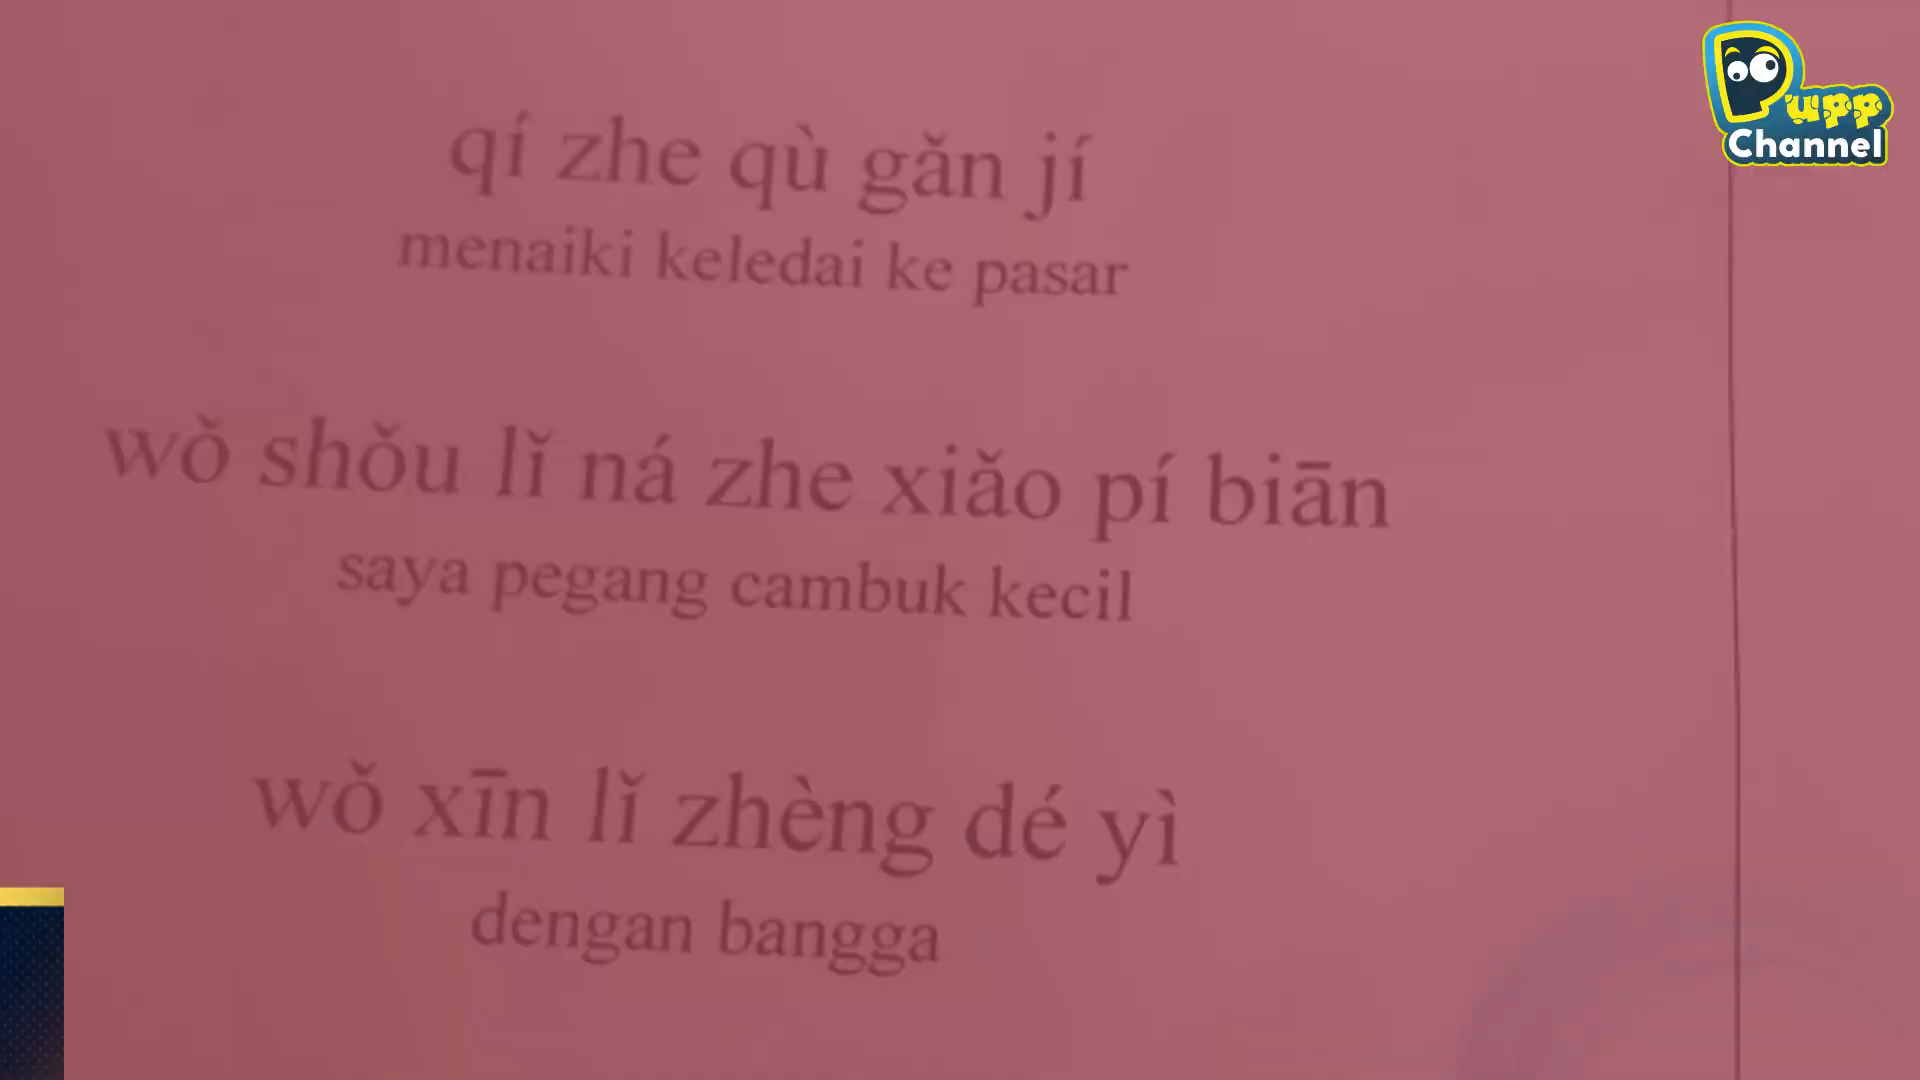 Pupp
Channel
qí zhe qù gǎn jí
menaiki keledai ke pasar
wǒ shǒu lǐ ná zhe xiǎo pí biān
saya pegang cambuk kecil
wǒ xīn lǐ zhèng dé yì
dengan bangga